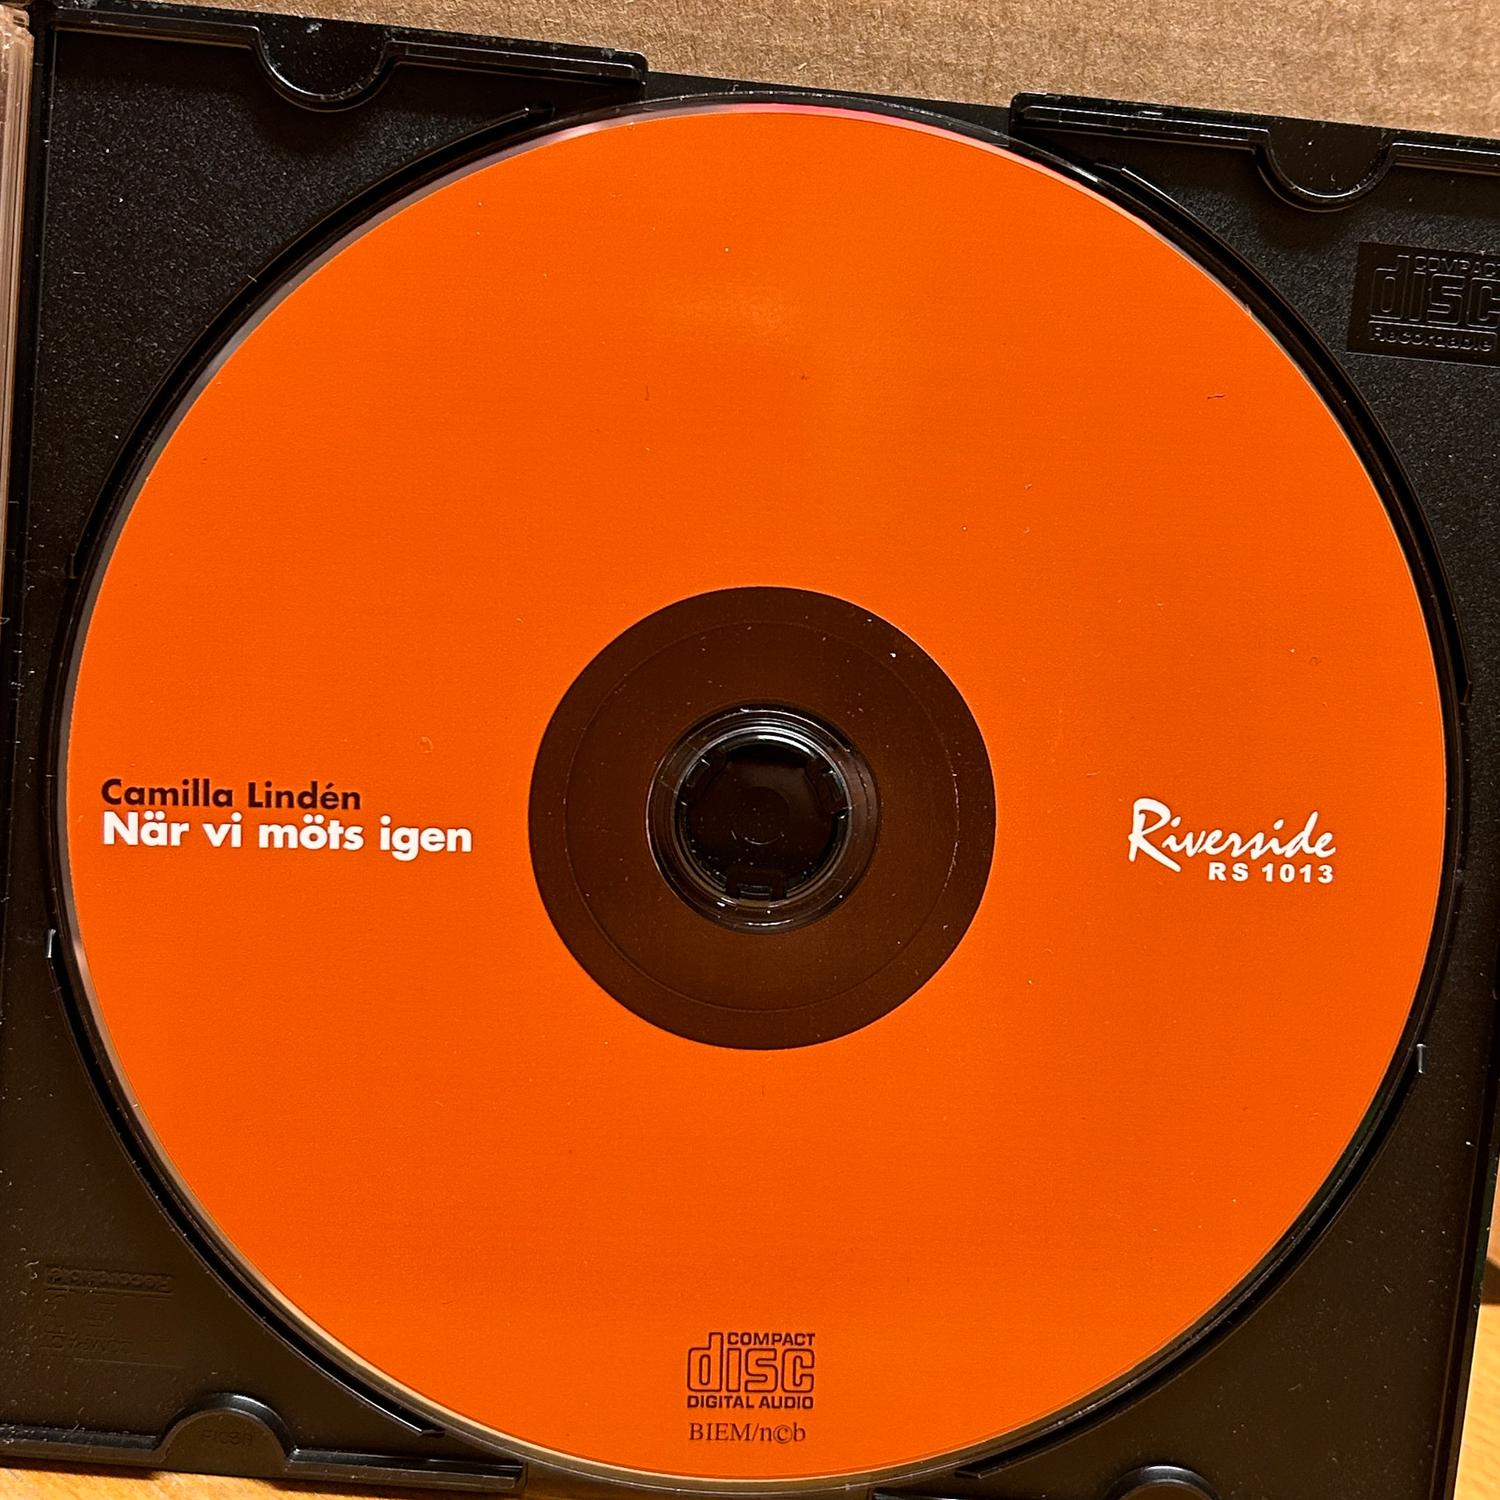 COMPACT
disc
Recordable
Camilla Lindén
När vi möts igen
Riverside
RS 1013
COMPACT
disc
DIGITAL AUDIO
BIEM/n©b